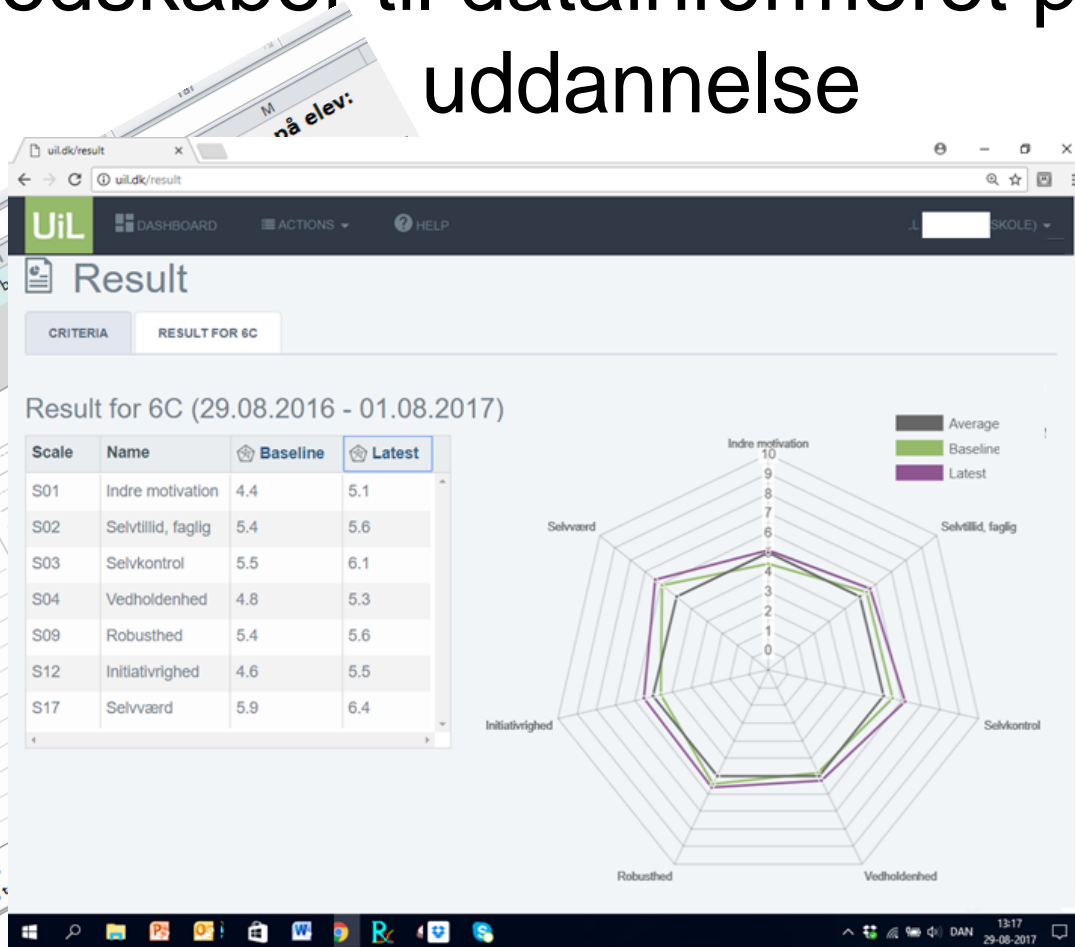 uddannelse
M
på elev:
uil.dk/result
uil.dk/result
UiL DASHBOARD ACTIONS HELP SKOLE)
Result
CRITERIA RESULT FOR 6C
Result for 6C (29.08.2016 - 01.08.2017)
Scale Name Baseline Latest
S01 Indre motivation 4.4 5.1
S02 Selvtillid, faglig 5.4 5.6
S03 Selvkontrol 5.5 6.1
S04 Vedholdenhed 4.8 5.3
S09 Robusthed 5.4 5.6
S12 Initiativrighed 4.6 5.5
S17 Selvværd 5.9 6.4
Average
Baseline
Latest
Indre motivation
10
9
8
7
6
5
4
3
2
1
0
Selvværd
Selvtillid, faglig
Initiativrighed
Selvkontrol
Robusthed
Vedholdenhed
DAN
13:17
29-08-2017